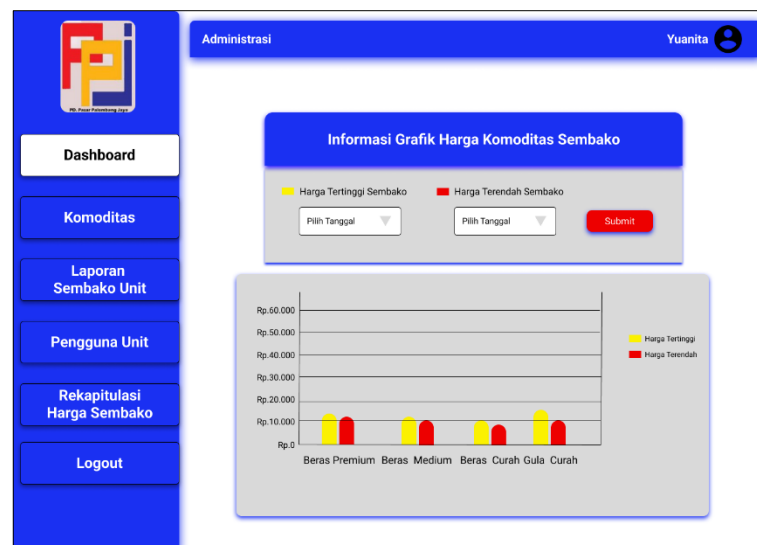 PD. Pasar Palembang Jaya
Administrasi
Yuanita
Dashboard
Komoditas
Laporan
Sembako Unit
Pengguna Unit
Rekapitulasi
Harga Sembako
Logout
Informasi Grafik Harga Komoditas Sembako
Harga Tertinggi Sembako
Harga Terendah Sembako
Pilih Tanggal
Pilih Tanggal
Submit
Rp.60.000
Rp.50.000
Rp.40.000
Rp.30.000
Rp.20.000
Rp.10.000
Rp.0
Beras Premium Beras Medium Beras Curah Gula Curah
Harga Tertinggi
Harga Terendah